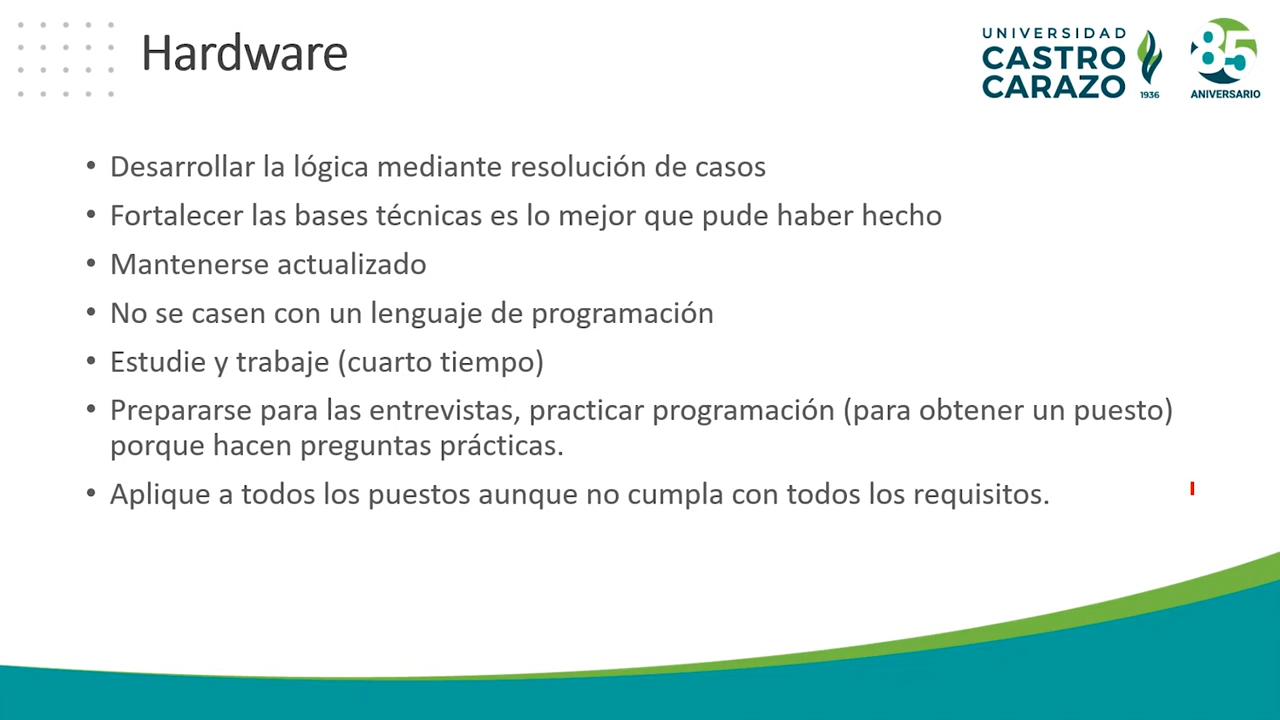 Hardware
UNIVERSIDAD
CASTRO
CARAZO
1936
85
ANIVERSARIO
• Desarrollar la lógica mediante resolución de casos
• Fortalecer las bases técnicas es lo mejor que pude haber hecho
• Mantenerse actualizado
• No se casen con un lenguaje de programación
• Estudie y trabaje (cuarto tiempo)
• Prepararse para las entrevistas, practicar programación (para obtener un puesto)
porque hacen preguntas prácticas.
• Aplique a todos los puestos aunque no cumpla con todos los requisitos.